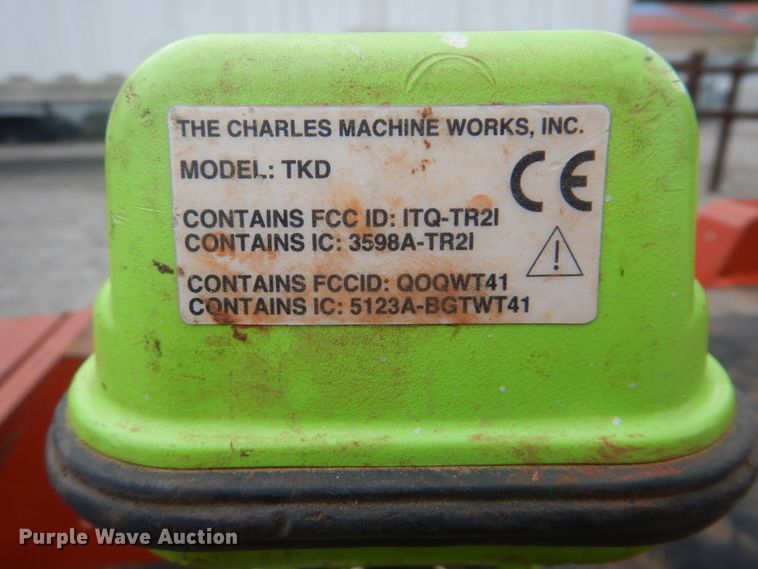 THE CHARLES MACHINE WORKS, INC.
MODEL: TKD
CE
CONTAINS FCC ID: ITQ-TR2I
CONTAINS IC: 3598A-TR2I
CONTAINS FCCID: QOQWT41
CONTAINS IC: 5123A-BGTWT41
Purple Wave Auction